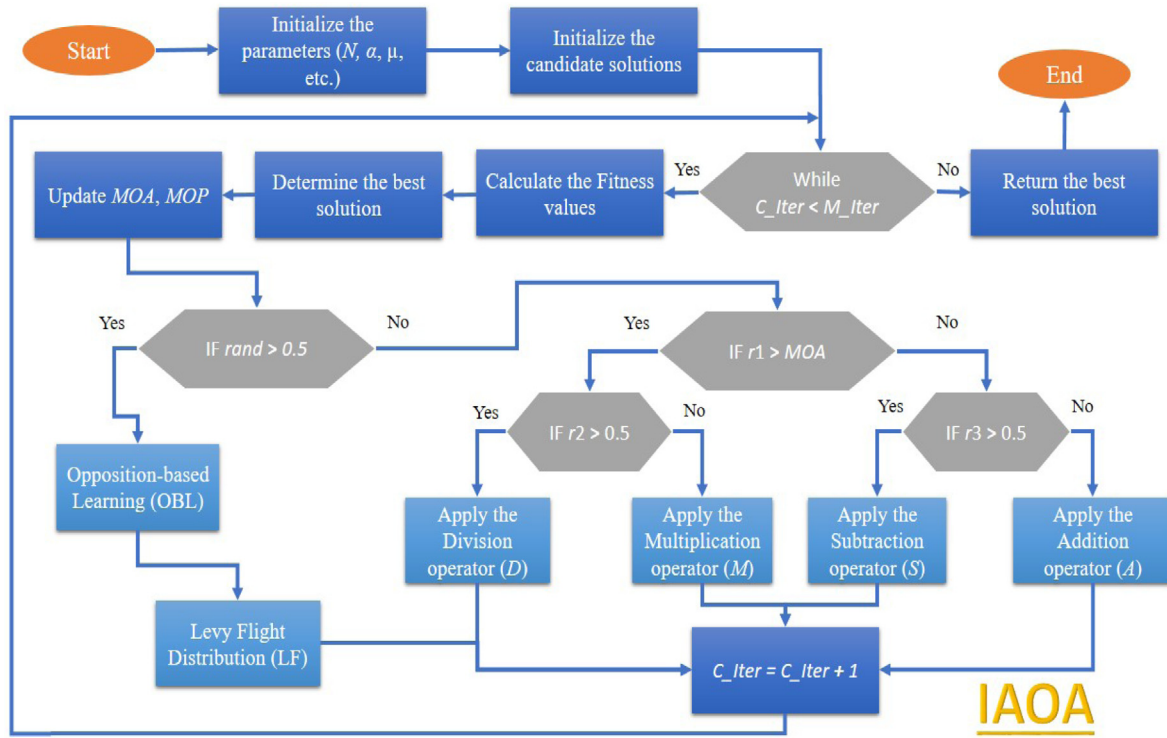 Start
Initialize the
parameters (N, α, μ,
etc.)
Initialize the
candidate solutions
End
Update MOA, MOP
Determine the best
solution
Calculate the Fitness
values
Yes
While
C_Iter < M_Iter
No
Return the best
solution
Yes
IF rand > 0.5
No
Yes
IF r1 > MOA
No
Yes
IF r2 > 0.5
No
Yes
IF r3 > 0.5
No
Opposition-based
Learning (OBL)
Apply the
Division
operator (D)
Apply the
Multiplication
operator (M)
Apply the
Subtraction
operator (S)
Apply the
Addition
operator (A)
Levy Flight
Distribution (LF)
C_Iter = C_Iter + 1
IAOA